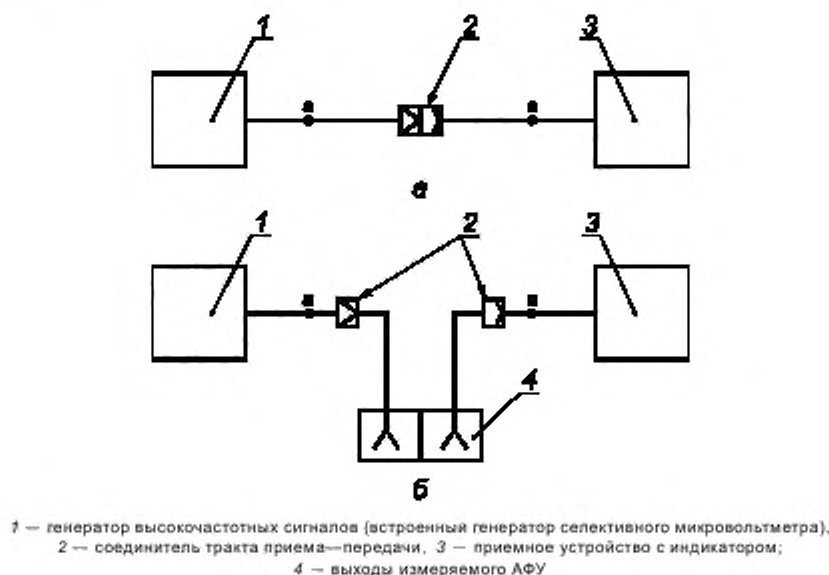 1 2 3
а
1 2 3
4
б
1 — генератор высокочастотных сигналов (встроенный генератор селективного микровольтметра),
2 — соединитель тракта приема—передачи, 3 — приемное устройство с индикатором;
4 — выходы измеряемого АФУ